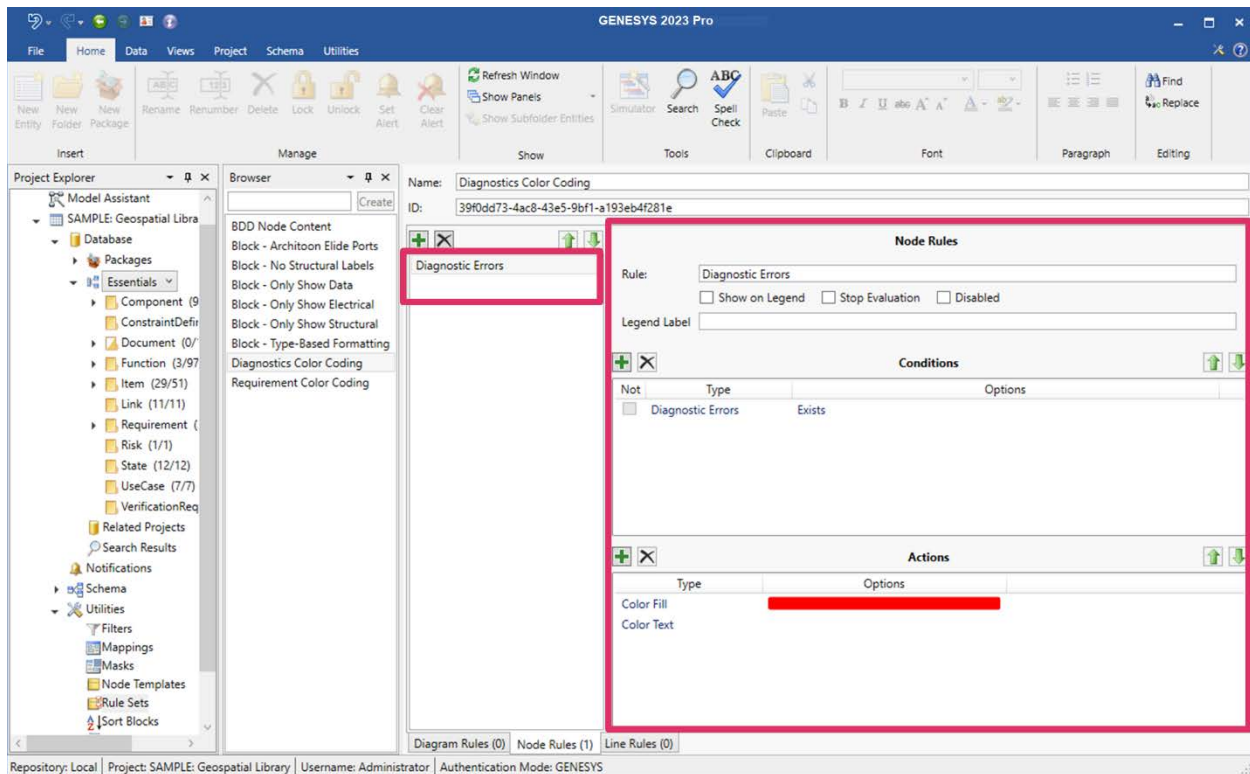 GENESYS 2023 Pro
File Home Data Views Project Schema Utilities
New Entity
New Folder
New Package
Rename
Renumber
Delete
Lock
Unlock
Set Alert
Clear Alert
Refresh Window
Show Panels
Show Subfolder Entities
Simulator
Search
ABC
Spell Check
Paste
B I U abc A A A
Find
Replace
Insert Manage Show Tools Clipboard Font Paragraph Editing
Project Explorer
Model Assistant
SAMPLE: Geospatial Libra
Database
Packages
Essentials
Component (9
ConstraintDefir
Document (0/
Function (3/97
Item (29/51)
Link (11/11)
Requirement (
Risk (1/1)
State (12/12)
UseCase (7/7)
VerificationReq
Related Projects
Search Results
Notifications
Schema
Utilities
Filters
Mappings
Masks
Node Templates
Rule Sets
Sort Blocks
Browser
Create
BDD Node Content
Block - Architoon Elide Ports
Block - No Structural Labels
Block - Only Show Data
Block - Only Show Electrical
Block - Only Show Structural
Block - Type-Based Formatting
Diagnostics Color Coding
Requirement Color Coding
Name: Diagnostics Color Coding
ID: 39f0dd73-4ac8-43e5-9bf1-a193eb4f281e
Diagnostic Errors
Node Rules
Rule: Diagnostic Errors
Show on Legend Stop Evaluation Disabled
Legend Label
Conditions
Not Type Options
Diagnostic Errors Exists
Actions
Type Options
Color Fill
Color Text
Diagram Rules (0) Node Rules (1) Line Rules (0)
Repository: Local Project: SAMPLE: Geospatial Library Username: Administrator Authentication Mode: GENESYS